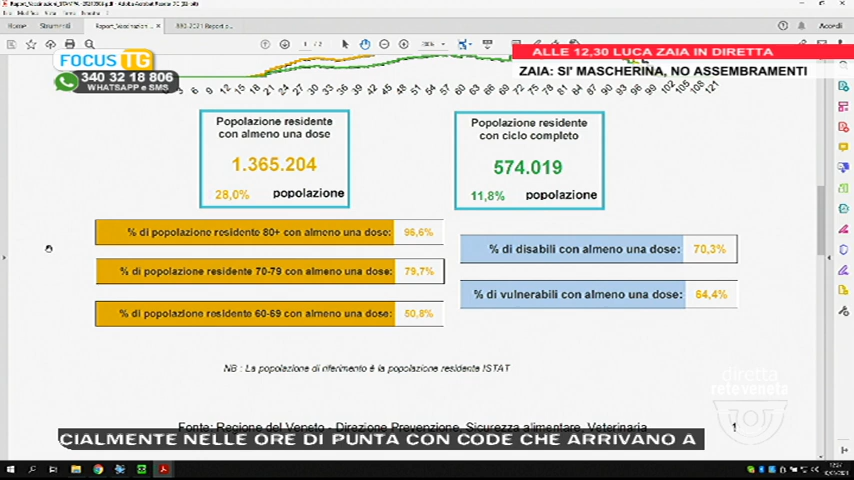 Home
Strumenti
Accedi
FOCUS TG
340 32 18 806
WHATSAPP e SMS
ALLE 12,30 LUCA ZAIA IN DIRETTA
ZAIA: SI' MASCHERINA, NO ASSEMBRAMENTI
Popolazione residente
con almeno una dose
1.365.204
28,0% popolazione
Popolazione residente
con ciclo completo
574.019
11,8% popolazione
% di popolazione residente 80+ con almeno una dose: 96,6%
% di popolazione residente 70-79 con almeno una dose: 79,7%
% di popolazione residente 60-69 con almeno una dose: 50,8%
% di disabili con almeno una dose: 70,3%
% di vulnerabili con almeno una dose: 64,4%
NB : La popolazione di riferimento è la popolazione residente ISTAT
diretta
reteveneta
Fonte: Regione del Veneto - Direzione Prevenzione, Sicurezza alimentare, Veterinaria
1
CIALMENTE NELLE ORE DI PUNTA CON CODE CHE ARRIVANO A